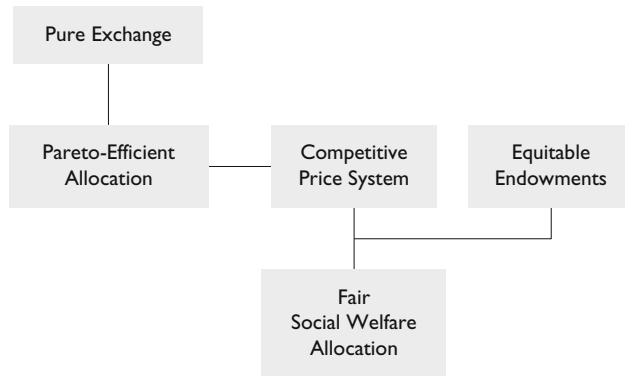 Pure Exchange
Pareto-Efficient
Allocation
Competitive
Price System
Equitable
Endowments
Fair
Social Welfare
Allocation